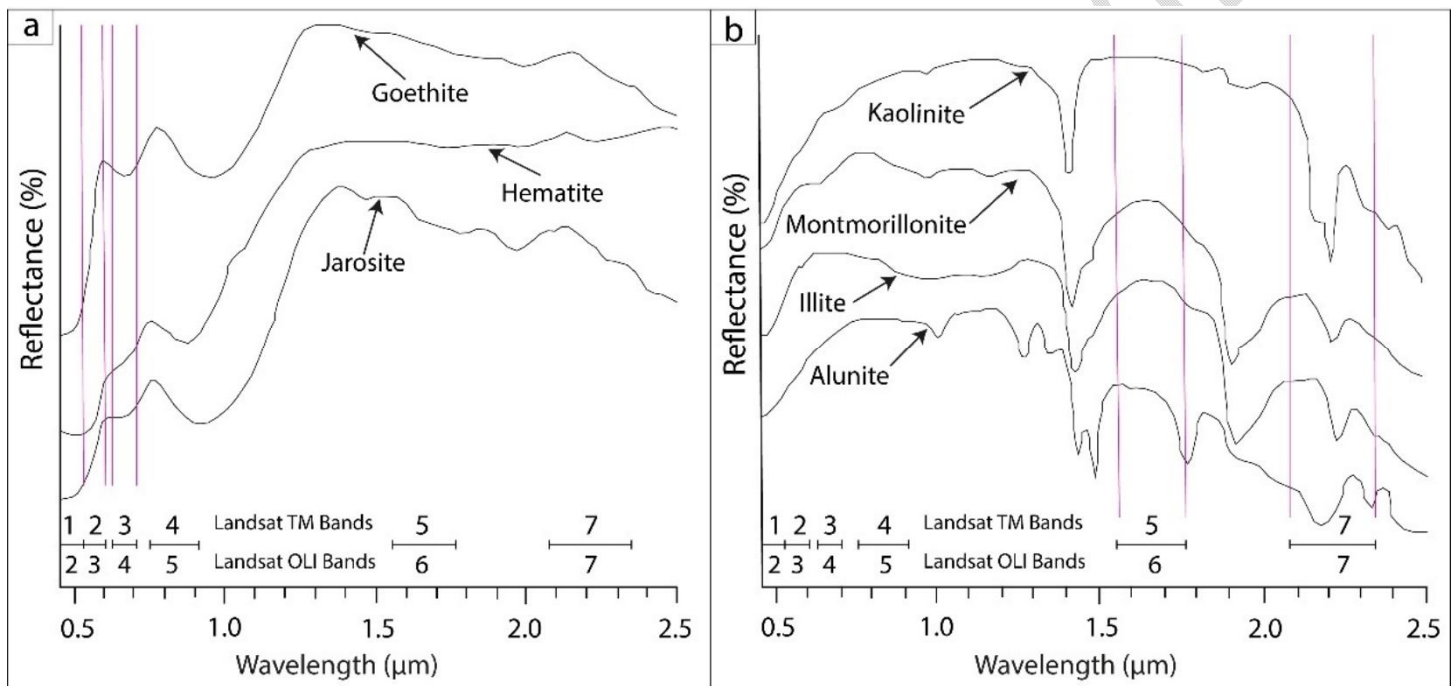 a
Reflectance (%)
Goethite
Hematite
Jarosite
1 2 3 4 Landsat TM Bands 5 7
2 3 4 5 Landsat OLI Bands 6 7
0.5 1.0 1.5 2.0 2.5
Wavelength (µm)
b
Reflectance (%)
Kaolinite
Montmorillonite
Illite
Alunite
1 2 3 4 Landsat TM Bands 5 7
2 3 4 5 Landsat OLI Bands 6 7
0.5 1.0 1.5 2.0 2.5
Wavelength (µm)